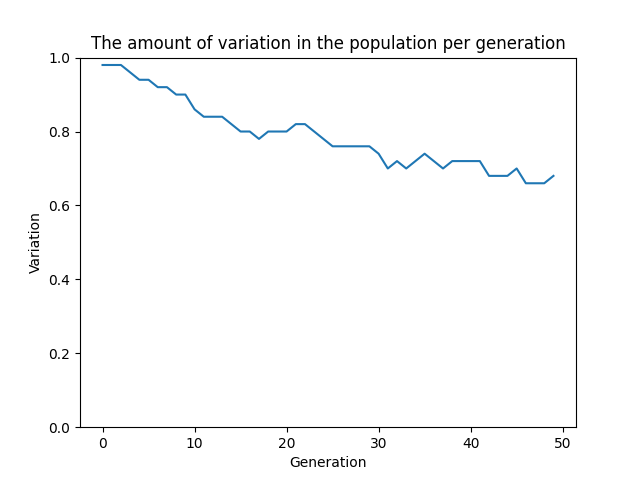 The amount of variation in the population per generation
1.0
0.8
0.6
0.4
0.2
0.0
Variation
0 10 20 30 40 50
Generation